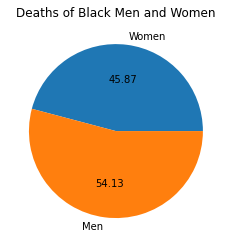 Deaths of Black Men and Women
Women
45.87
54.13
Men